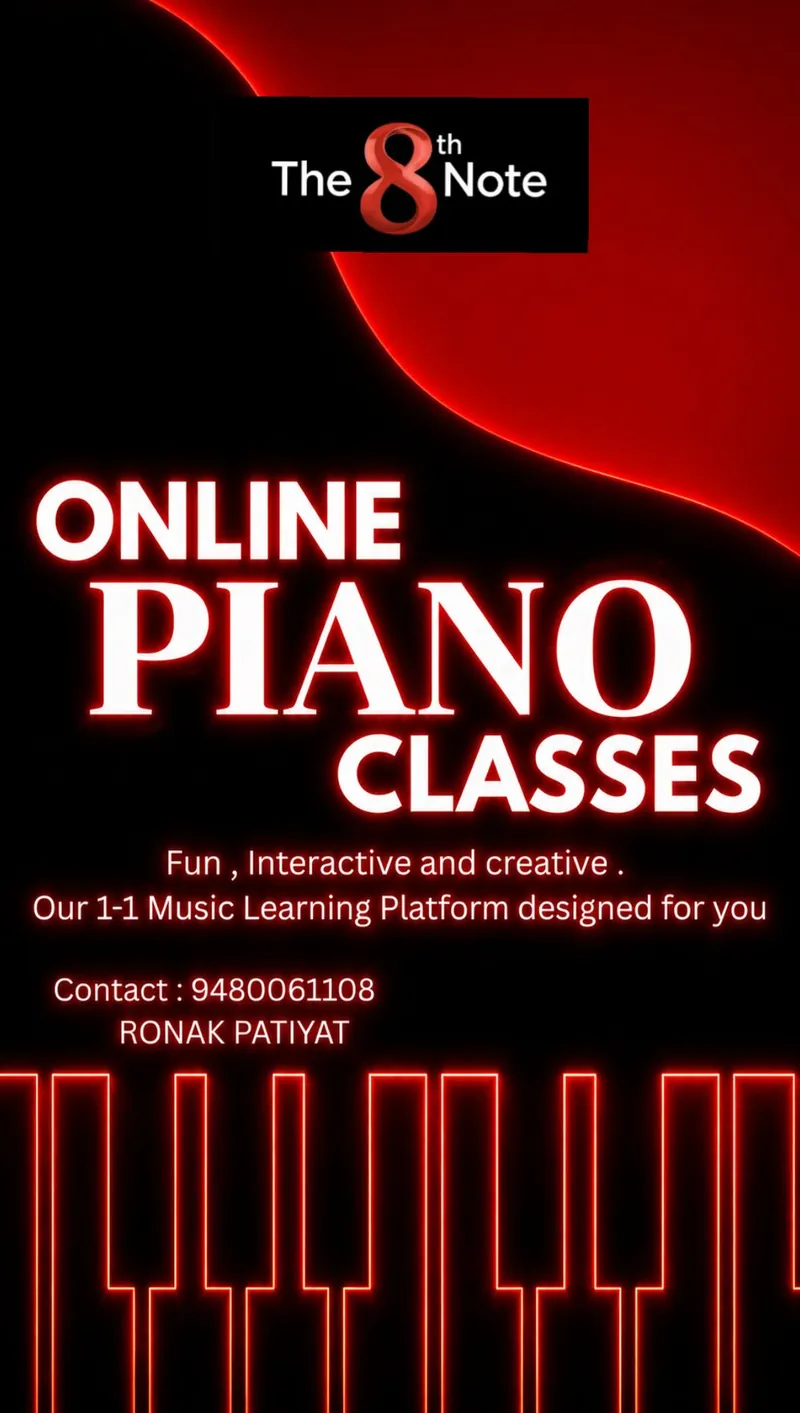 The 8th Note
ONLINE
PIANO
CLASSES
Fun , Interactive and creative .
Our 1-1 Music Learning Platform designed for you
Contact : 9480061108
RONAK PATIYAT